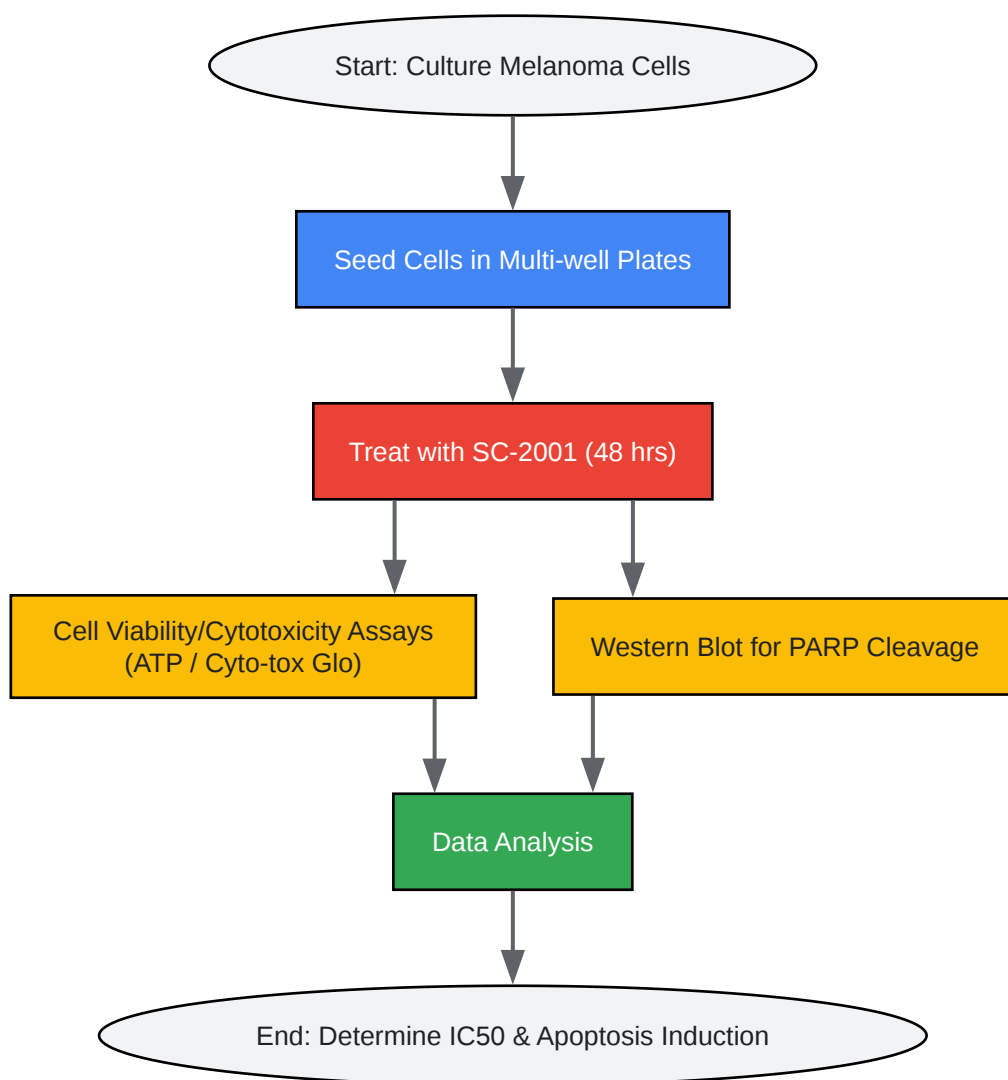 Start: Culture Melanoma Cells
Seed Cells in Multi-well Plates
Treat with SC-2001 (48 hrs)
Cell Viability/Cytotoxicity Assays
(ATP / Cyto-tox Glo)
Western Blot for PARP Cleavage
Data Analysis
End: Determine IC50 & Apoptosis Induction